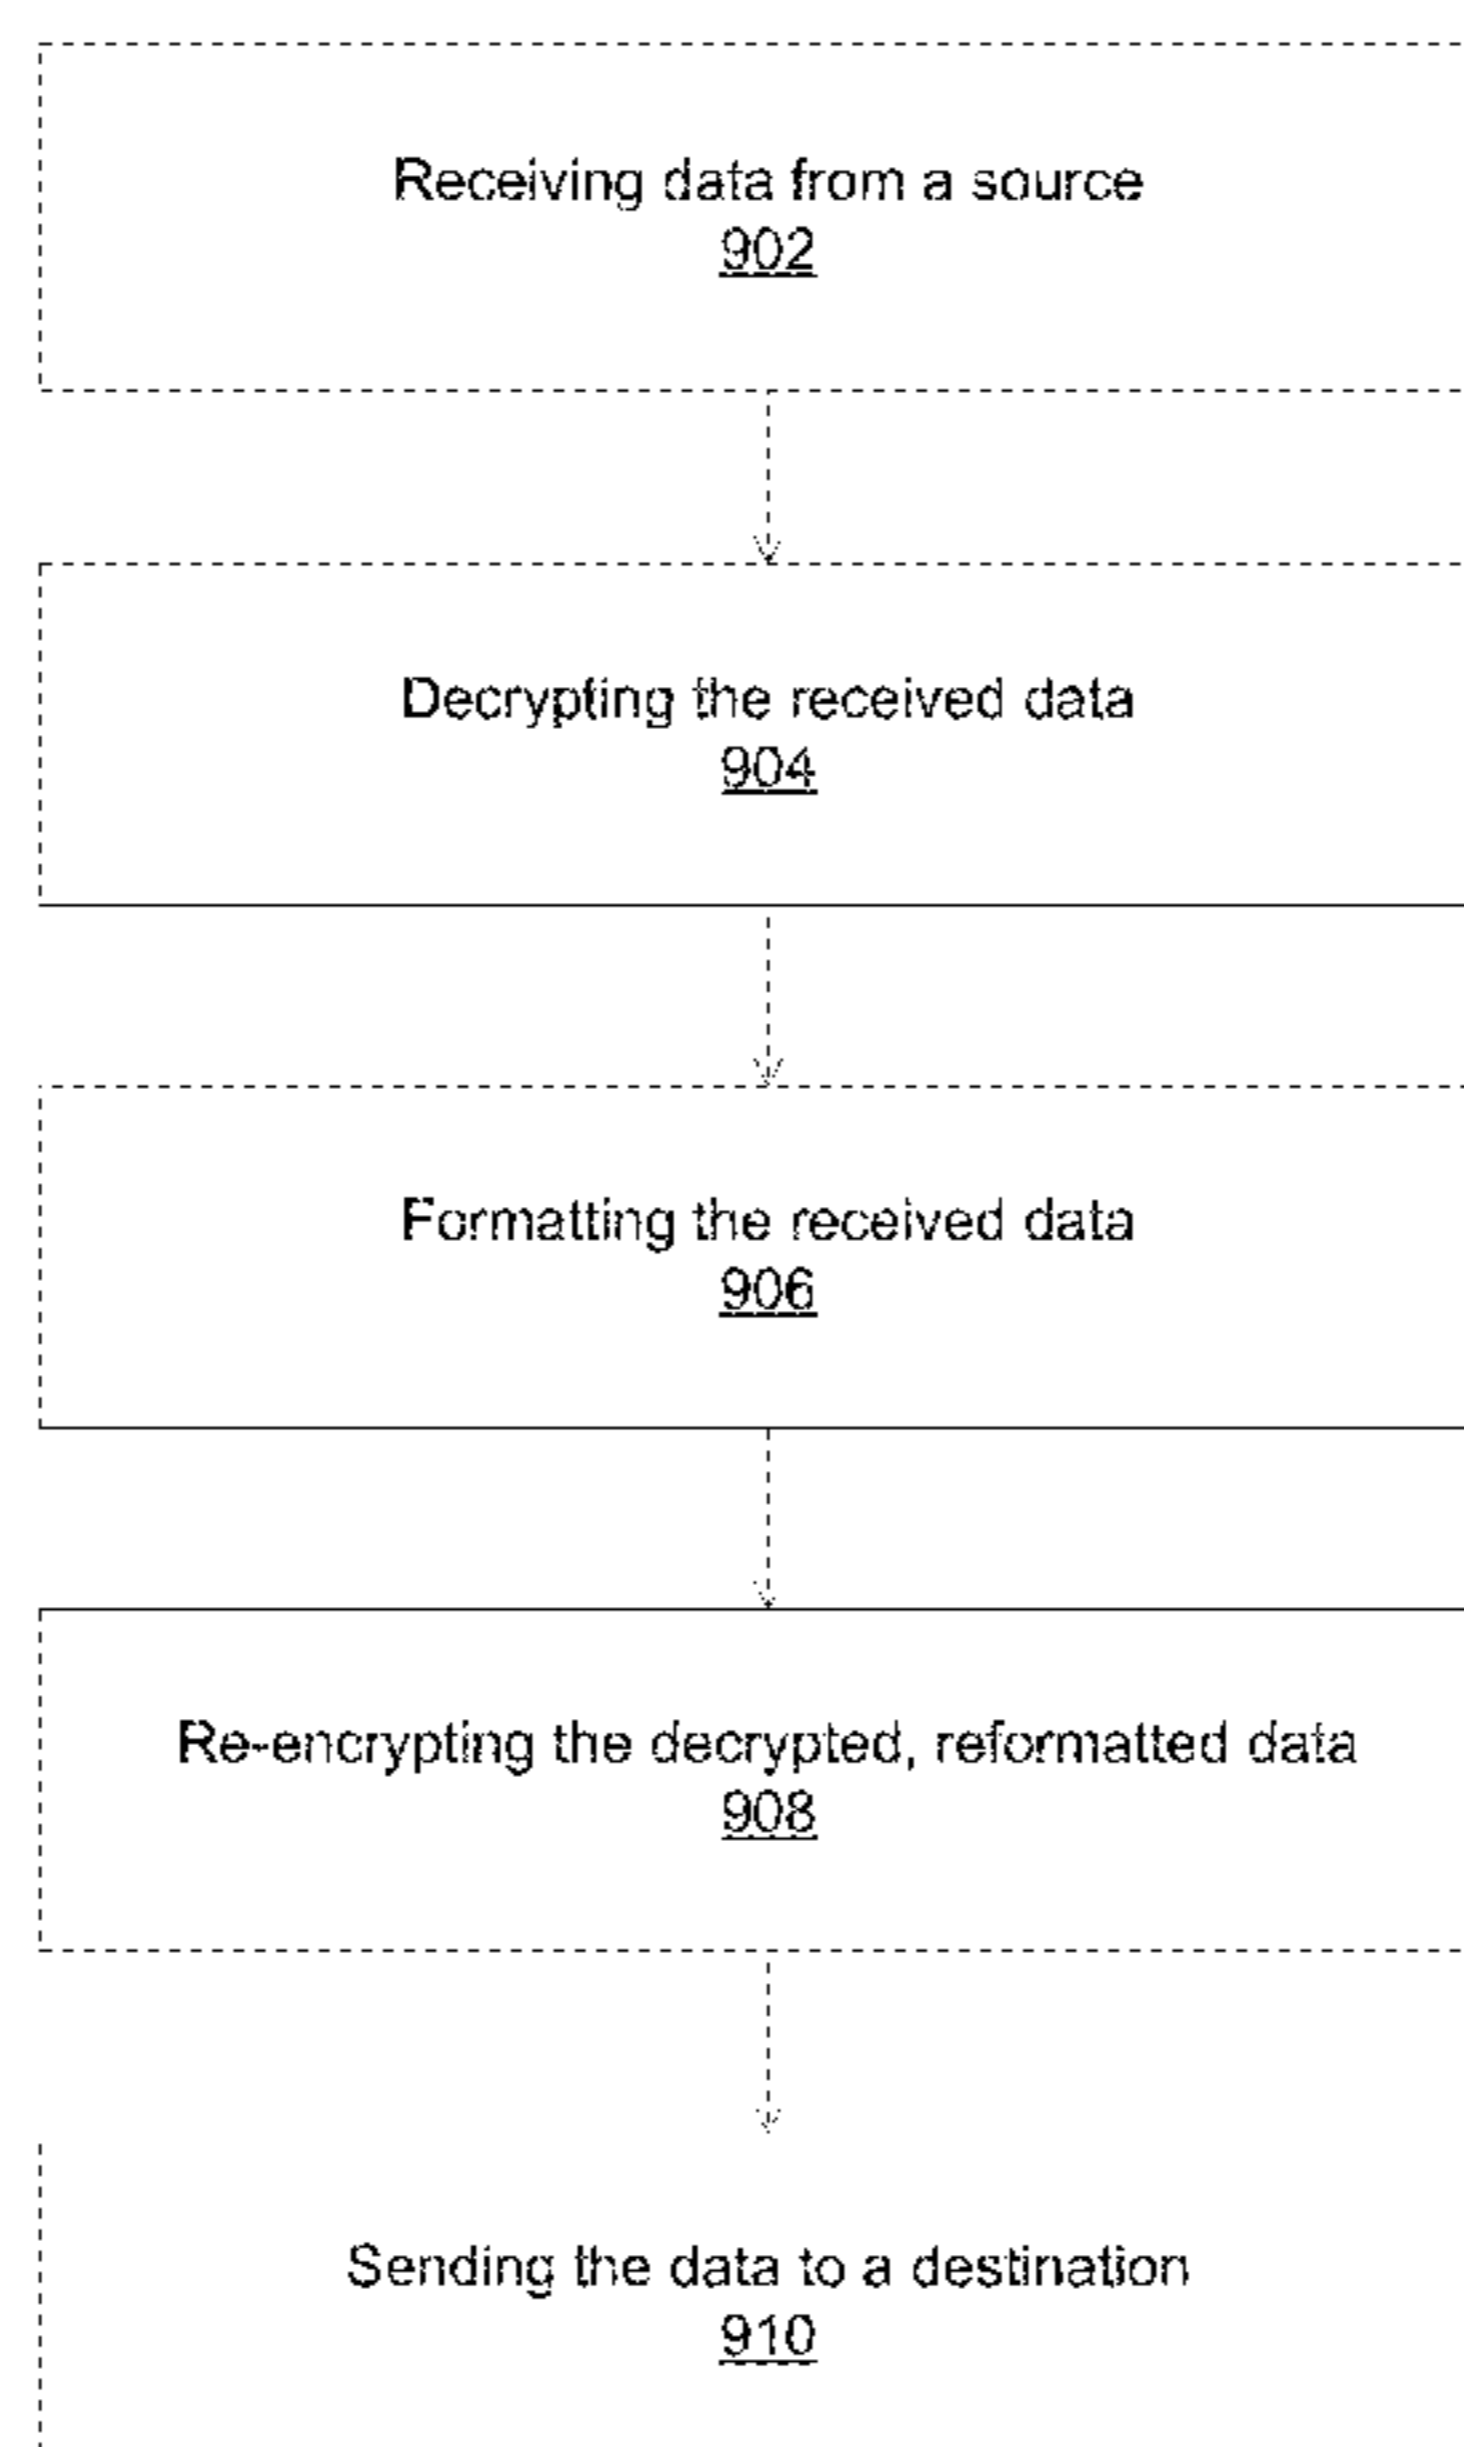 Receiving data from a source
902
Decrypting the received data
904
Formatting the received data
906
Re-encrypting the decrypted, reformatted data
908
Sending the data to a destination
910